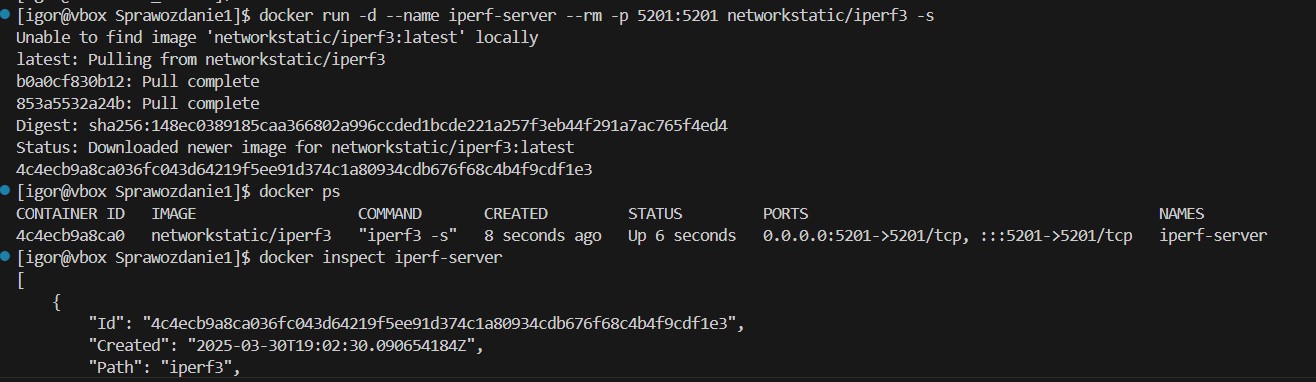 [igor@vbox Sprawozdanie1]$ docker run -d --name iperf-server --rm -p 5201:5201 networkstatic/iperf3 -s
Unable to find image 'networkstatic/iperf3:latest' locally
latest: Pulling from networkstatic/iperf3
b0a0cf830b12: Pull complete
853a5532a24b: Pull complete
Digest: sha256:148ec0389185caa366802a996ccded1bcde221a257f3eb44f291a7ac765f4ed4
Status: Downloaded newer image for networkstatic/iperf3:latest
4c4ecb9a8ca036fc043d64219f5ee91d374c1a80934cdb676f68c4b4f9cdf1e3
[igor@vbox Sprawozdanie1]$ docker ps
CONTAINER ID   IMAGE                  COMMAND       CREATED         STATUS         PORTS                                       NAMES
4c4ecb9a8ca0   networkstatic/iperf3   "iperf3 -s"   8 seconds ago   Up 6 seconds   0.0.0.0:5201->5201/tcp, :::5201->5201/tcp   iperf-server
[igor@vbox Sprawozdanie1]$ docker inspect iperf-server
[
    {
        "Id": "4c4ecb9a8ca036fc043d64219f5ee91d374c1a80934cdb676f68c4b4f9cdf1e3",
        "Created": "2025-03-30T19:02:30.090654184Z",
        "Path": "iperf3",